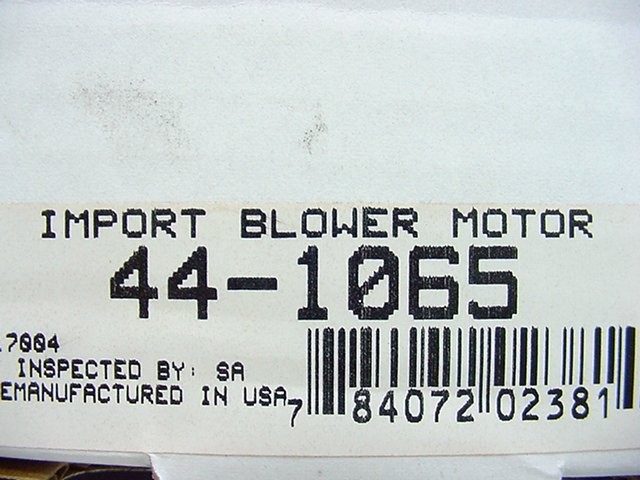 IMPORT BLOWER MOTOR
44-1065
.7004
INSPECTED BY: SA
EMANUFACTURED IN USA
7 84072 02381